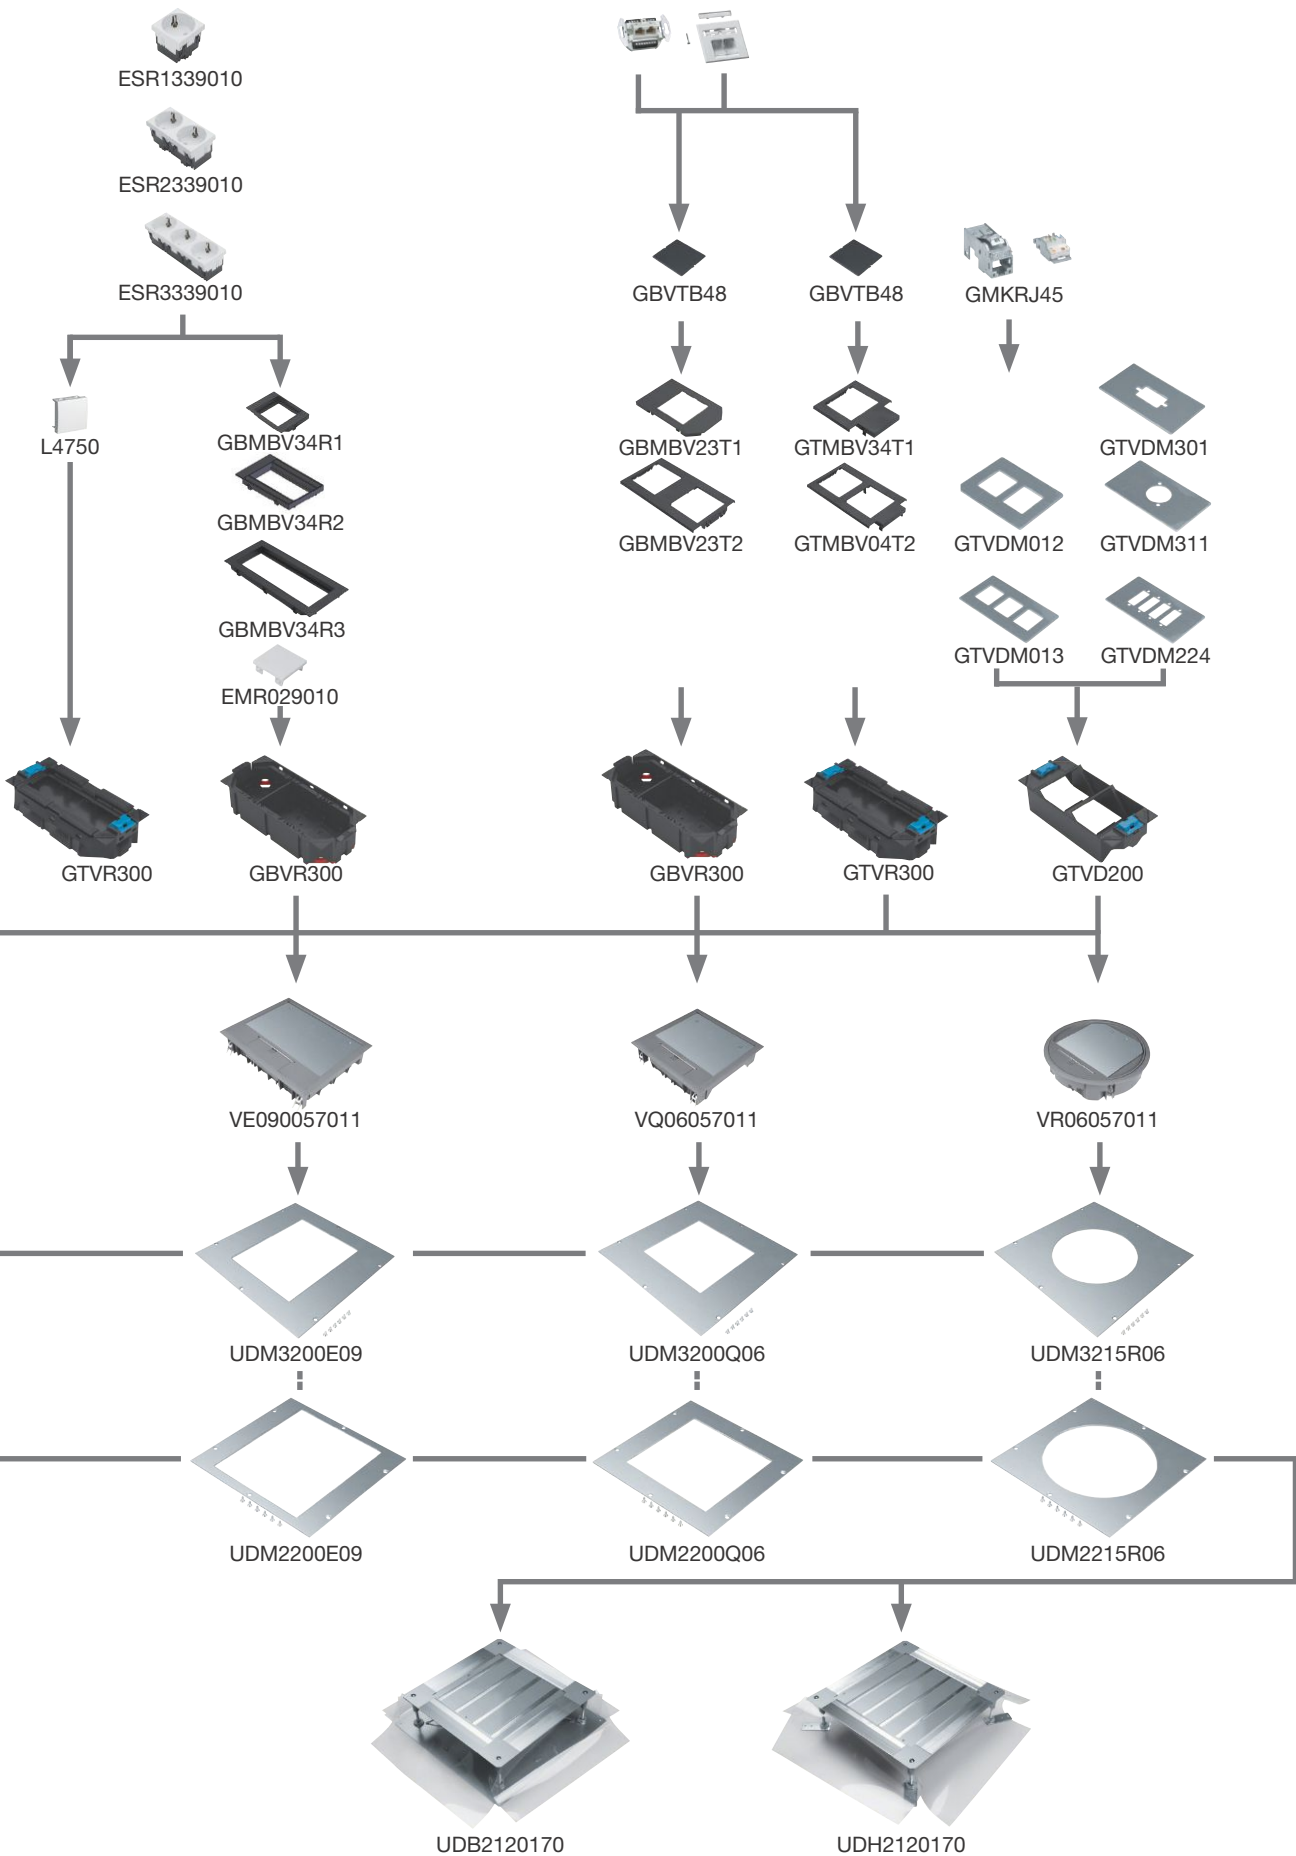 ESR1339010
ESR2339010
ESR3339010
GBVTB48 GBVTB48 GMKRJ45
L4750 GBMBV34R1 GBMBV23T1 GTMBV34T1 GTVDM301
GBMBV34R2 GBMBV23T2 GTMBV04T2 GTVDM012 GTVDM311
GBMBV34R3 GTVDM013 GTVDM224
EMR029010
GTVR300 GBVR300 GBVR300 GTVR300 GTVD200
VE090057011 VQ06057011 VR06057011
UDM3200E09 UDM3200Q06 UDM3215R06
UDM2200E09 UDM2200Q06 UDM2215R06
UDB2120170 UDH2120170